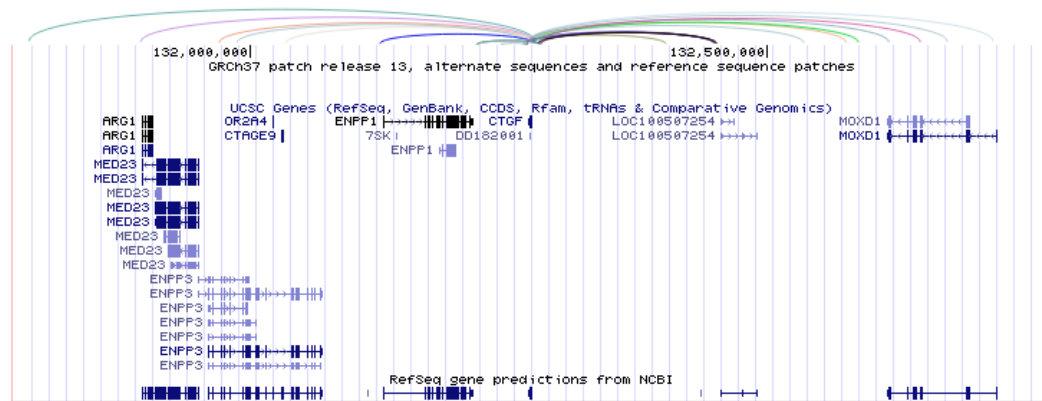 132,000,000| 132,500,000|
GRCh37 patch release 13, alternate sequences and reference sequence patches
UCSC Genes (RefSeq, GenBank, CCDS, Rfam, tRNAs & Comparative Genomics)
ARG1 OR2A4 ENPP1 CTGF LOC100507254 MOXD1
ARG1 CTAGE9 7SK DD182001 LOC100507254 MOXD1
ARG1 ENPP1
MED23
MED23
MED23
MED23
MED23
MED23
MED23
MED23
ENPP3
ENPP3
ENPP3
ENPP3
ENPP3
ENPP3
ENPP3
RefSeq gene predictions from NCBI